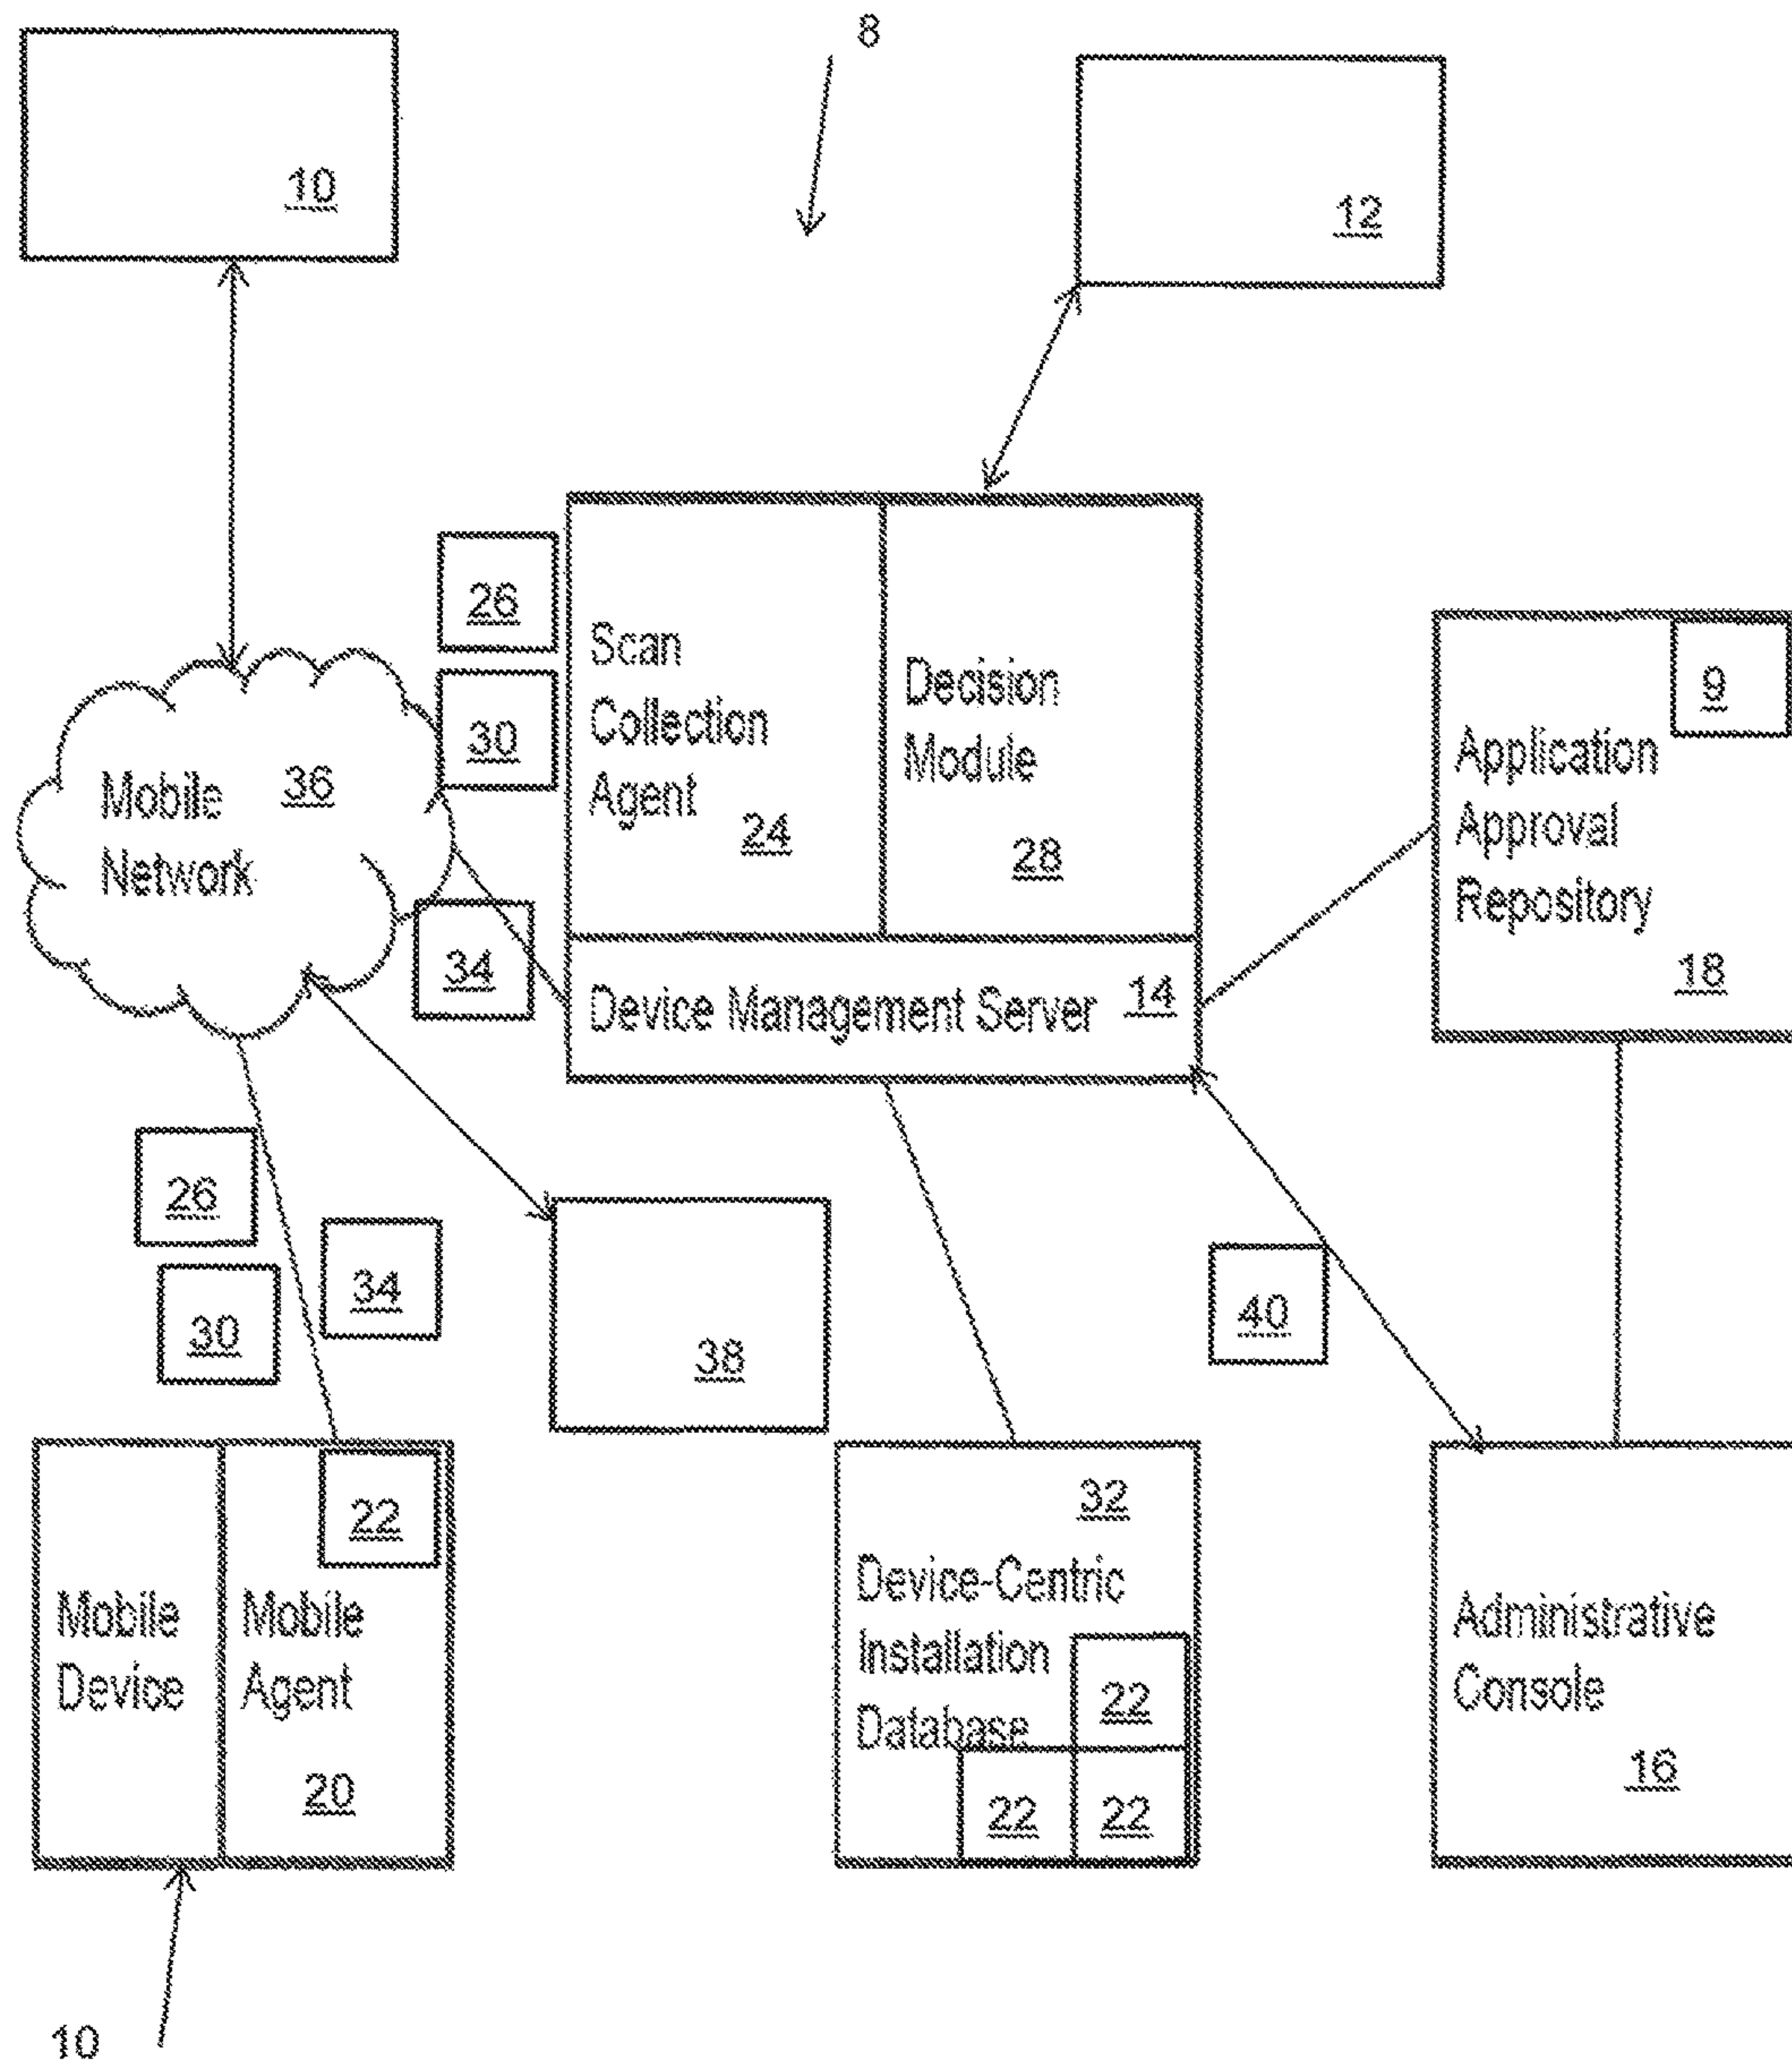 8
10
12
26
30
Scan
Collection
Agent
24
Decision
Module
28
9
Application
Approval
Repository
18
Mobile
Network
36
34
Device Management Server
14
26
30
34
38
40
Mobile
Device
22
Mobile
Agent
20
32
Device-Centric
Installation
Database
22
22
22
Administrative
Console
16
10